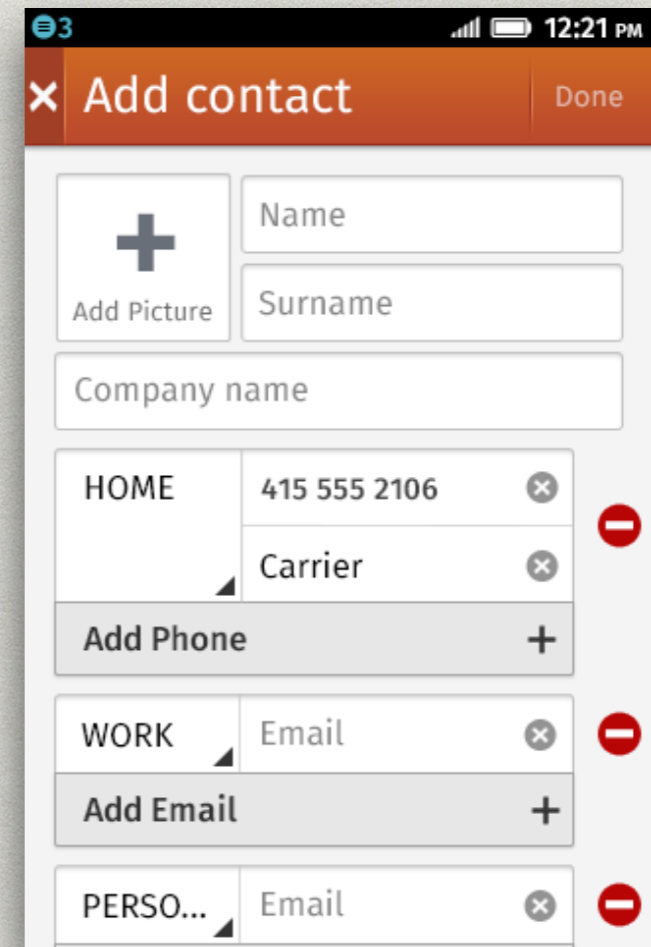 3 12:21 PM
Add contact Done
Name
Add Picture
Surname
Company name
HOME 415 555 2106
Carrier
Add Phone
WORK Email
Add Email
PERSO... Email